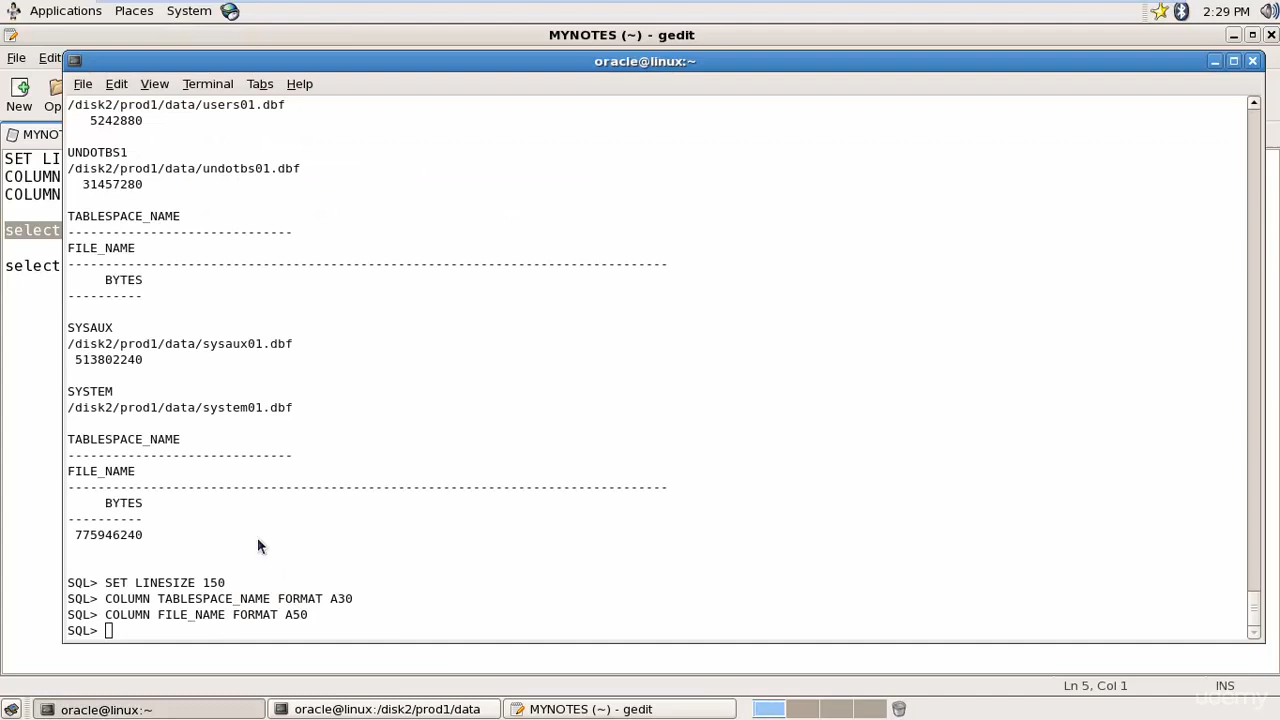 Applications Places System 2:29 PM
MYNOTES (~) - gedit
File Edit
New
MYNOT
SET LI
COLUMN
COLUMN
select
select
oracle@linux:~
File Edit View Terminal Tabs Help
/disk2/prod1/data/users01.dbf
5242880
UNDOTBS1
/disk2/prod1/data/undotbs01.dbf
31457280
TABLESPACE_NAME
------------------------------
FILE_NAME
--------------------------------------------------------------------------------
BYTES
----------
SYSAUX
/disk2/prod1/data/sysaux01.dbf
513802240
SYSTEM
/disk2/prod1/data/system01.dbf
TABLESPACE_NAME
------------------------------
FILE_NAME
--------------------------------------------------------------------------------
BYTES
----------
775946240
SQL> SET LINESIZE 150
SQL> COLUMN TABLESPACE_NAME FORMAT A30
SQL> COLUMN FILE_NAME FORMAT A50
SQL>
Ln 5, Col 1 INS
udemy
oracle@linux:~ oracle@linux:/disk2/prod1/data MYNOTES (~) - gedit